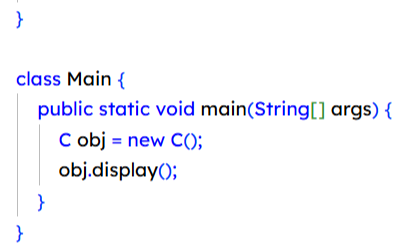 }
class Main {
public static void main(String[] args) {
C obj = new C();
obj.display();
}
}